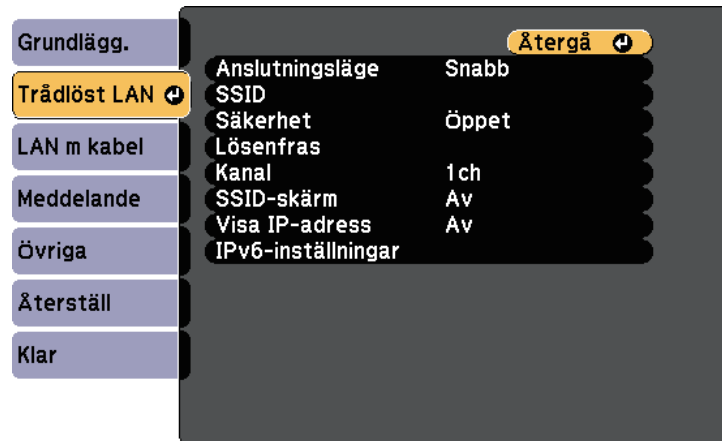 Grundlägg.
Trådlöst LAN
LAN m kabel
Meddelande
Övriga
Återställ
Klar
Återgå
Anslutningsläge Snabb
SSID
Säkerhet Öppet
Lösenfras
Kanal 1ch
SSID-skärm Av
Visa IP-adress Av
IPv6-inställningar